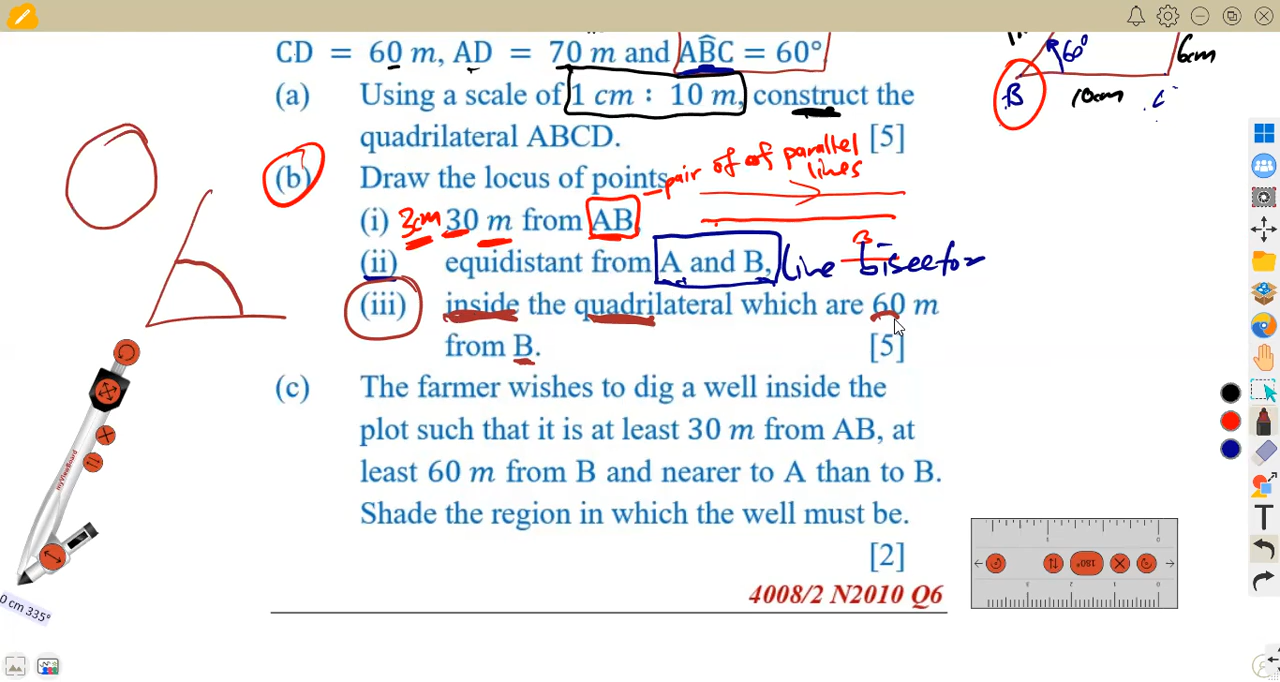 CD = 60 m, AD = 70 m and AB̂C = 60°
(a) Using a scale of 1 cm : 10 m, construct the
quadrilateral ABCD. [5]
(b) Draw the locus of points
- pair of of parallel
lines
(i) 3cm 30 m from AB
(ii) equidistant from A and B, line bisector
B
(iii) inside the quadrilateral which are 60 m
from B. [5]
(c) The farmer wishes to dig a well inside the
plot such that it is at least 30 m from AB, at
least 60 m from B and nearer to A than to B.
Shade the region in which the well must be.
[2]
4008/2 N2010 Q6
60°
6cm
B
10cm
C
myViewBoard
0 cm 335°
180°